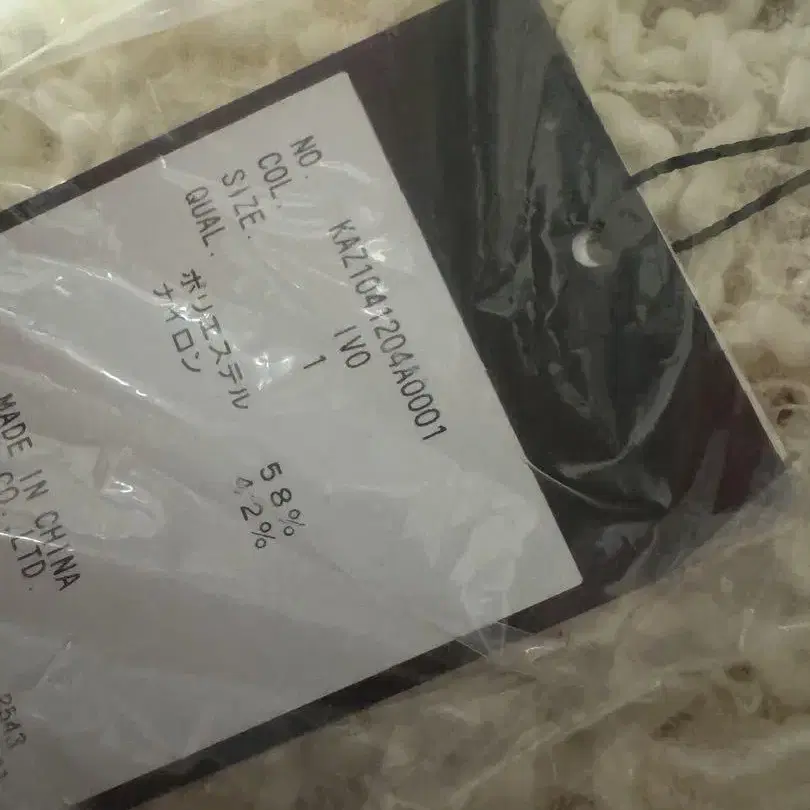 NO. KAZ1041204A0001
COL. IVO
SIZE. 1
QUAL.
ポリエステル 58%
ナイロン 42%
MADE IN CHINA
CO.,LTD.
2543